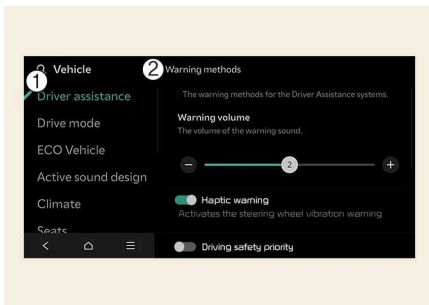 Vehicle
1
2
Warning methods
Driver assistance
Drive mode
ECO Vehicle
Active sound design
Climate
Seats
The warning methods for the Driver Assistance systems.
Warning volume
The volume of the warning sound.
2
Haptic warning
Activates the steering wheel vibration warning
Driving safety priority